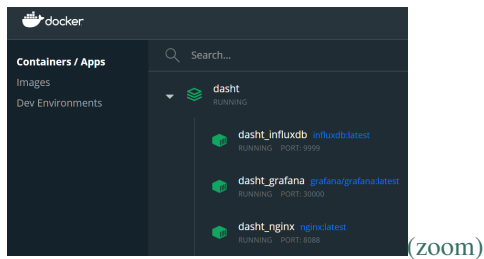 docker
Containers / Apps
Images
Dev Environments
Search...
dasht
RUNNING
dasht_influxdb influxdb:latest
RUNNING PORT: 9999
dasht_grafana grafana/grafana:latest
RUNNING PORT: 30000
dasht_nginx nginx:latest
RUNNING PORT: 8088
(zoom)